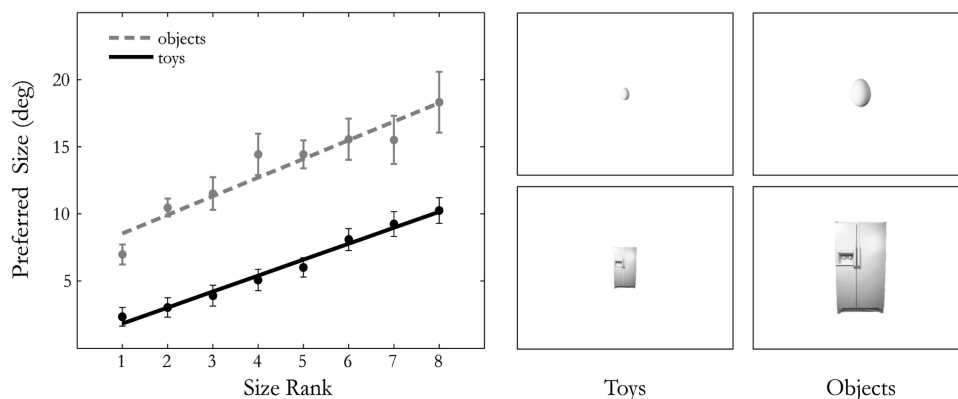 objects
toys
20
15
10
5
Preferred Size (deg)
1 2 3 4 5 6 7 8
Size Rank
Toys
Objects